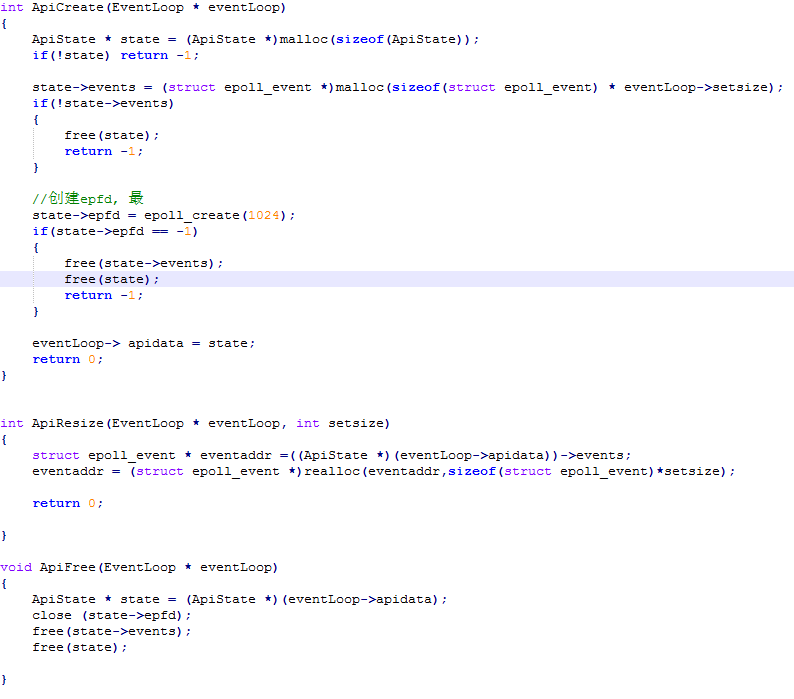 int ApiCreate(EventLoop * eventLoop)
{
    ApiState * state = (ApiState *)malloc(sizeof(ApiState));
    if(!state) return -1;
    state->events = (struct epoll_event *)malloc(sizeof(struct epoll_event) * eventLoop->setsize);
    if(!state->events)
    {
        free(state);
        return -1;
    }
    //创建epfd, 最
    state->epfd = epoll_create(1024);
    if(state->epfd == -1)
    {
        free(state->events);
        free(state);
        return -1;
    }
    eventLoop-> apidata = state;
    return 0;
}
int ApiResize(EventLoop * eventLoop, int setsize)
{
    struct epoll_event * eventaddr =((ApiState *)(eventLoop->apidata))->events;
    eventaddr = (struct epoll_event *)realloc(eventaddr,sizeof(struct epoll_event)*setsize);
    return 0;
}
void ApiFree(EventLoop * eventLoop)
{
    ApiState * state = (ApiState *)(eventLoop->apidata);
    close (state->epfd);
    free(state->events);
    free(state);
}